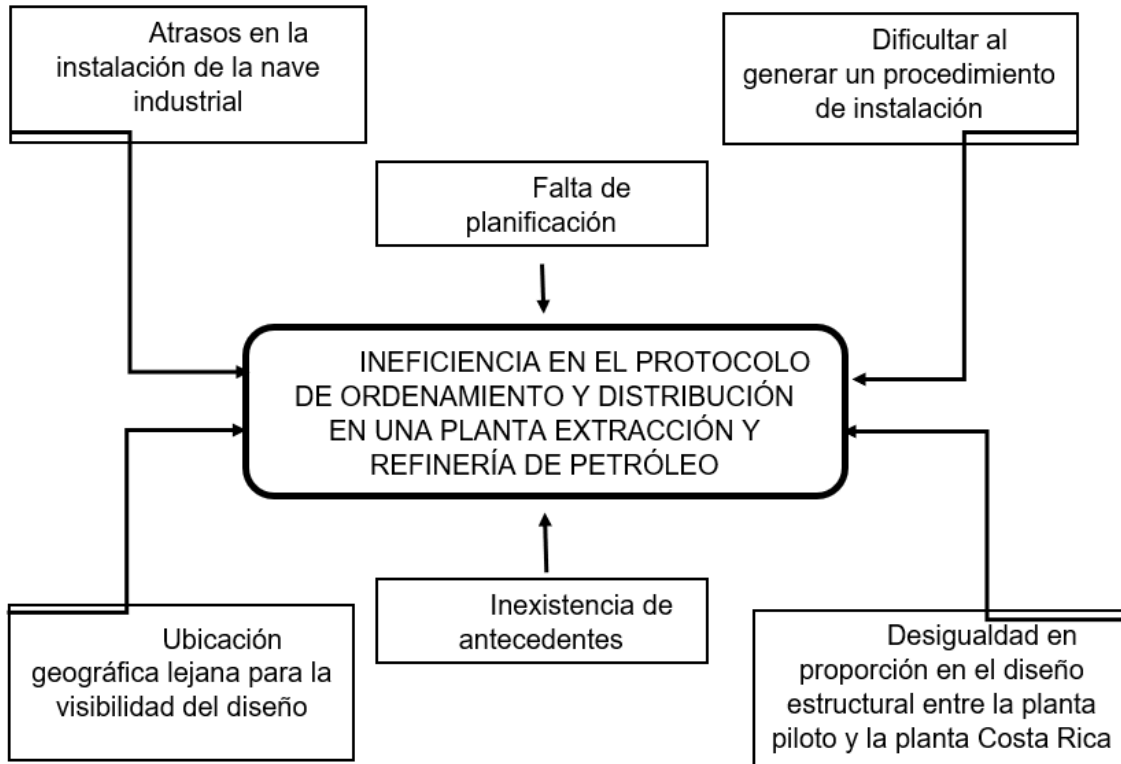 Atrasos en la
instalación de la nave
industrial
Dificultar al
generar un procedimiento
de instalación
Falta de
planificación
INEFICIENCIA EN EL PROTOCOLO
DE ORDENAMIENTO Y DISTRIBUCIÓN
EN UNA PLANTA EXTRACCIÓN Y
REFINERÍA DE PETRÓLEO
Ubicación
geográfica lejana para la
visibilidad del diseño
Inexistencia de
antecedentes
Desigualdad en
proporción en el diseño
estructural entre la planta
piloto y la planta Costa Rica